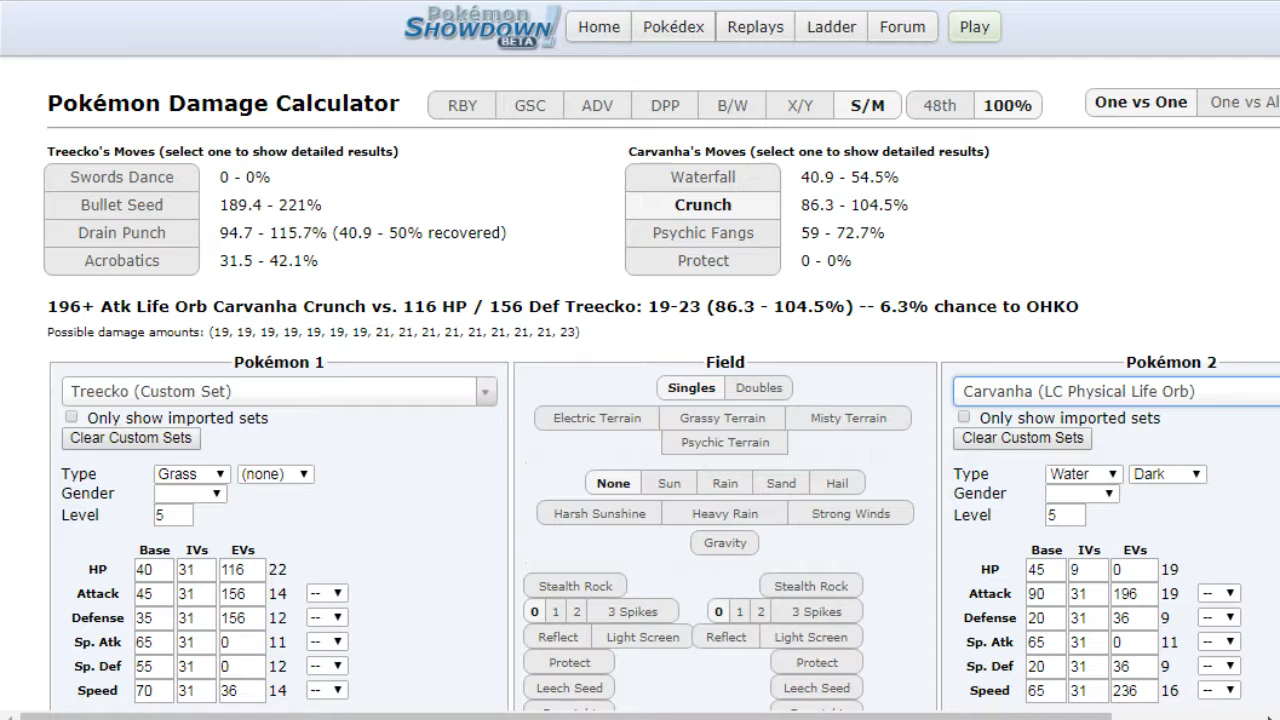 Pokémon SHOWDOWN! BETA
Home Pokédex Replays Ladder Forum Play
Pokémon Damage Calculator
RBY GSC ADV DPP B/W X/Y S/M 48th 100% One vs One One vs Al
Treecko's Moves (select one to show detailed results)
Swords Dance 0 - 0%
Bullet Seed 189.4 - 221%
Drain Punch 94.7 - 115.7% (40.9 - 50% recovered)
Acrobatics 31.5 - 42.1%
Carvanha's Moves (select one to show detailed results)
Waterfall 40.9 - 54.5%
Crunch 86.3 - 104.5%
Psychic Fangs 59 - 72.7%
Protect 0 - 0%
196+ Atk Life Orb Carvanha Crunch vs. 116 HP / 156 Def Treecko: 19-23 (86.3 - 104.5%) -- 6.3% chance to OHKO
Possible damage amounts: (19, 19, 19, 19, 19, 19, 19, 21, 21, 21, 21, 21, 21, 21, 21, 23)
Pokémon 1
Treecko (Custom Set)
Only show imported sets
Clear Custom Sets
Type Grass (none)
Gender
Level 5
Base IVs EVs
HP 40 31 116 22
Attack 45 31 156 14 --
Defense 35 31 156 12 --
Sp. Atk 65 31 0 11 --
Sp. Def 55 31 0 12 --
Speed 70 31 36 14 --
Field
Singles Doubles
Electric Terrain Grassy Terrain Misty Terrain
Psychic Terrain
None Sun Rain Sand Hail
Harsh Sunshine Heavy Rain Strong Winds
Gravity
Stealth Rock Stealth Rock
0 1 2 3 Spikes 0 1 2 3 Spikes
Reflect Light Screen Reflect Light Screen
Protect Protect
Leech Seed Leech Seed
Pokémon 2
Carvanha (LC Physical Life Orb)
Only show imported sets
Clear Custom Sets
Type Water Dark
Gender
Level 5
Base IVs EVs
HP 45 9 0 19
Attack 90 31 196 19 --
Defense 20 31 36 9 --
Sp. Atk 65 31 0 11 --
Sp. Def 20 31 36 9 --
Speed 65 31 236 16 --